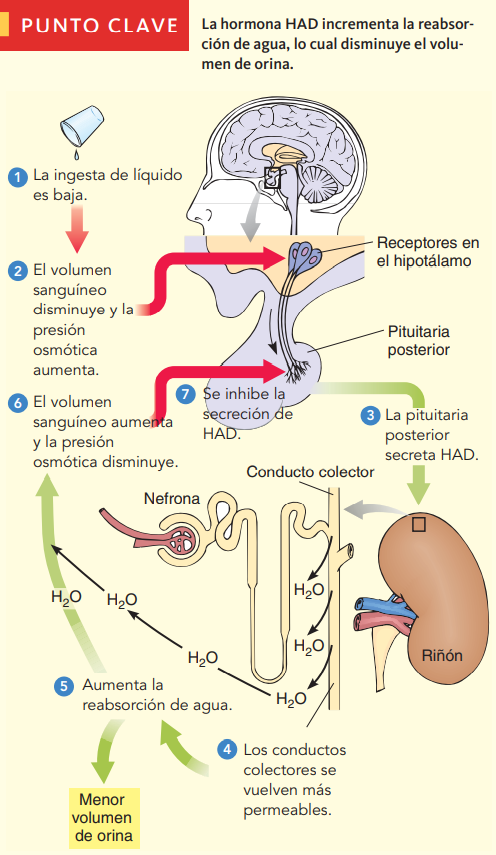 PUNTO CLAVE
La hormona HAD incrementa la reabsor-
ción de agua, lo cual disminuye el volu-
men de orina.
1 La ingesta de líquido
es baja.
2 El volumen
sanguíneo
disminuye y la
presión
osmótica
aumenta.
Receptores en
el hipotálamo
Pituitaria
posterior
6 El volumen
sanguíneo aumenta
y la presión
osmótica disminuye.
7 Se inhibe la
secreción de
HAD.
3 La pituitaria
posterior
secreta HAD.
Conducto colector
Nefrona
H₂O
H₂O
H₂O
H₂O
H₂O
H₂O
Riñón
5 Aumenta la
reabsorción de agua.
4 Los conductos
colectores se
vuelven más
permeables.
Menor
volumen
de orina